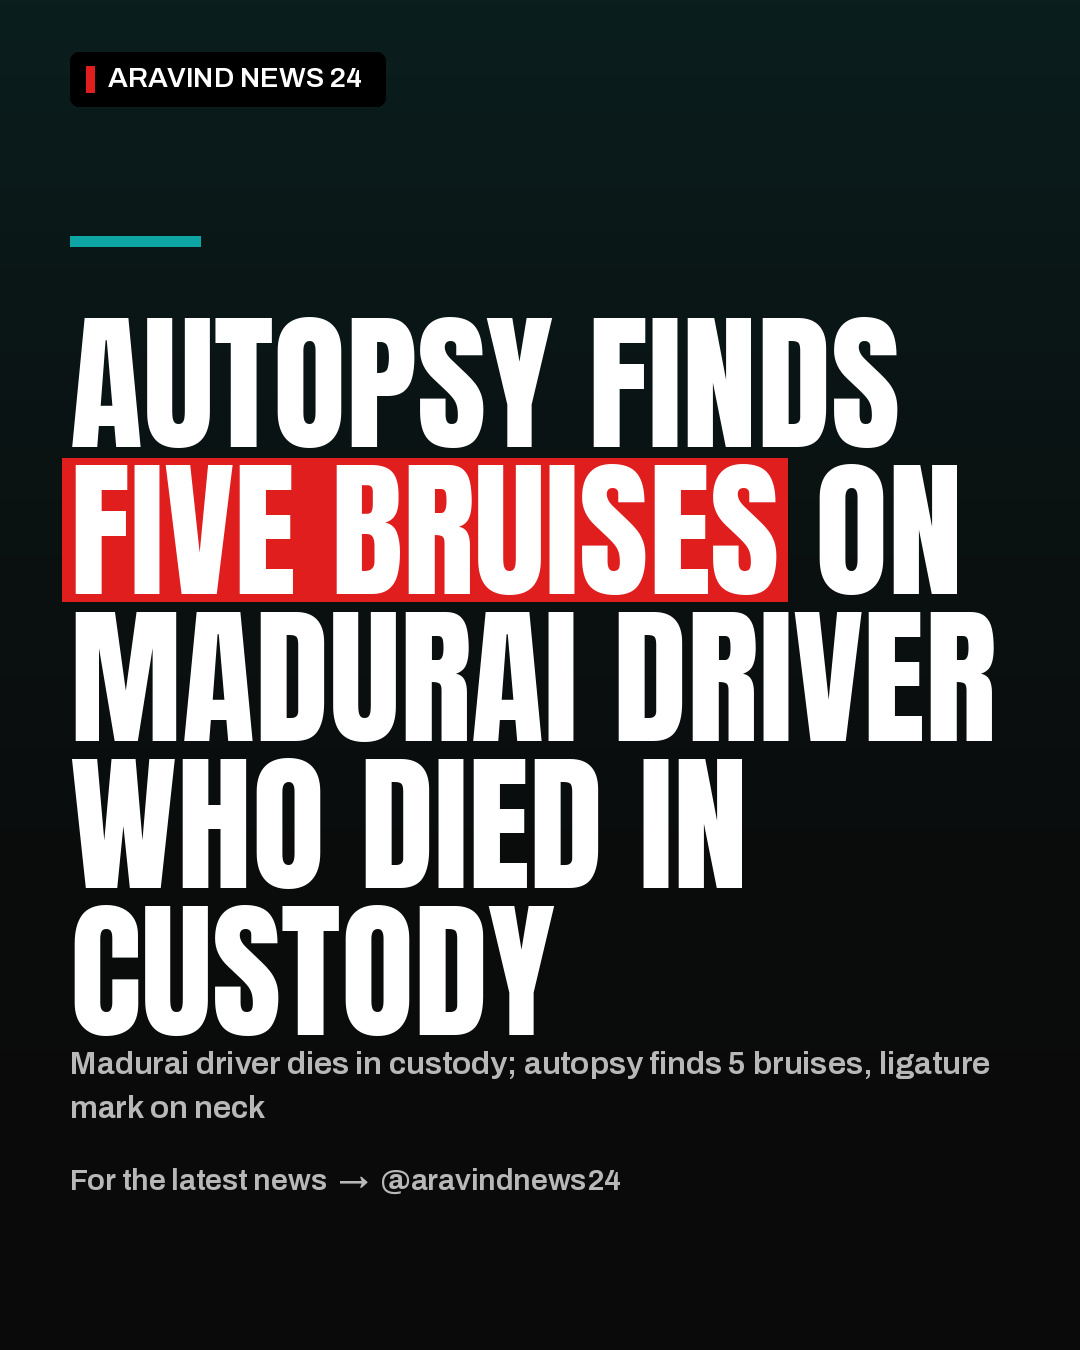 ARAVIND NEWS 24
AUTOPSY FINDS
FIVE BRUISES ON
MADURAI DRIVER
WHO DIED IN
CUSTODY
Madurai driver dies in custody; autopsy finds 5 bruises, ligature
mark on neck
For the latest news → @aravindnews24